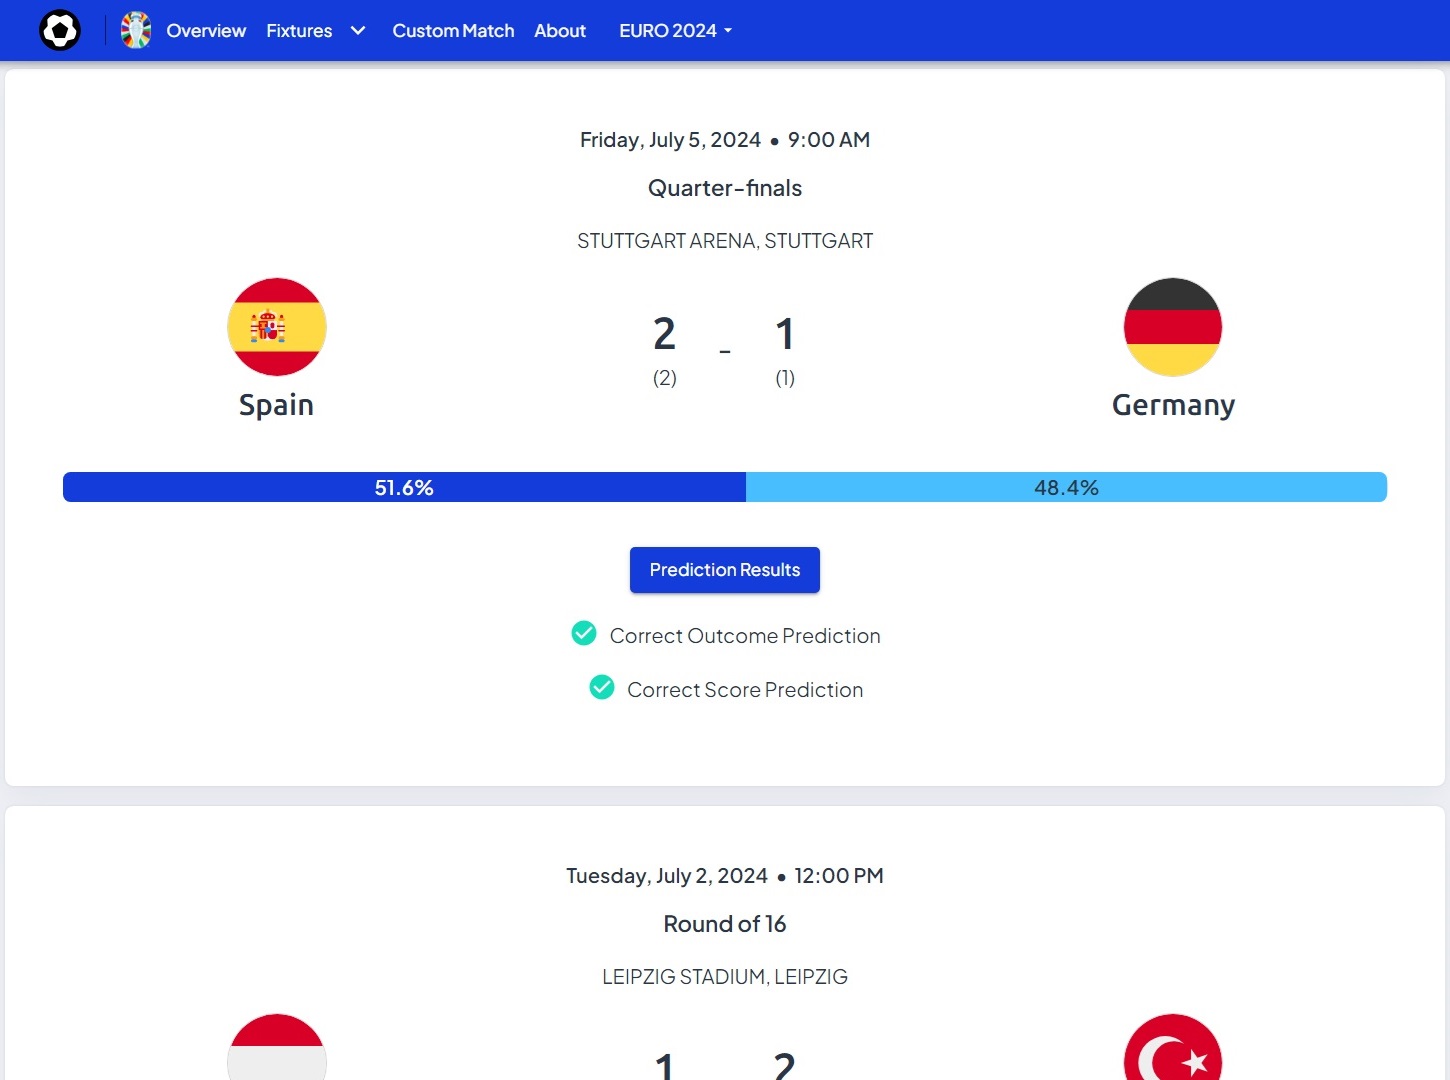 Overview Fixtures Custom Match About EURO 2024
Friday, July 5, 2024 • 9:00 AM
Quarter-finals
STUTTGART ARENA, STUTTGART
2 - 1
(2) (1)
Spain Germany
51.6% 48.4%
Prediction Results
Correct Outcome Prediction
Correct Score Prediction
Tuesday, July 2, 2024 • 12:00 PM
Round of 16
LEIPZIG STADIUM, LEIPZIG
1 2